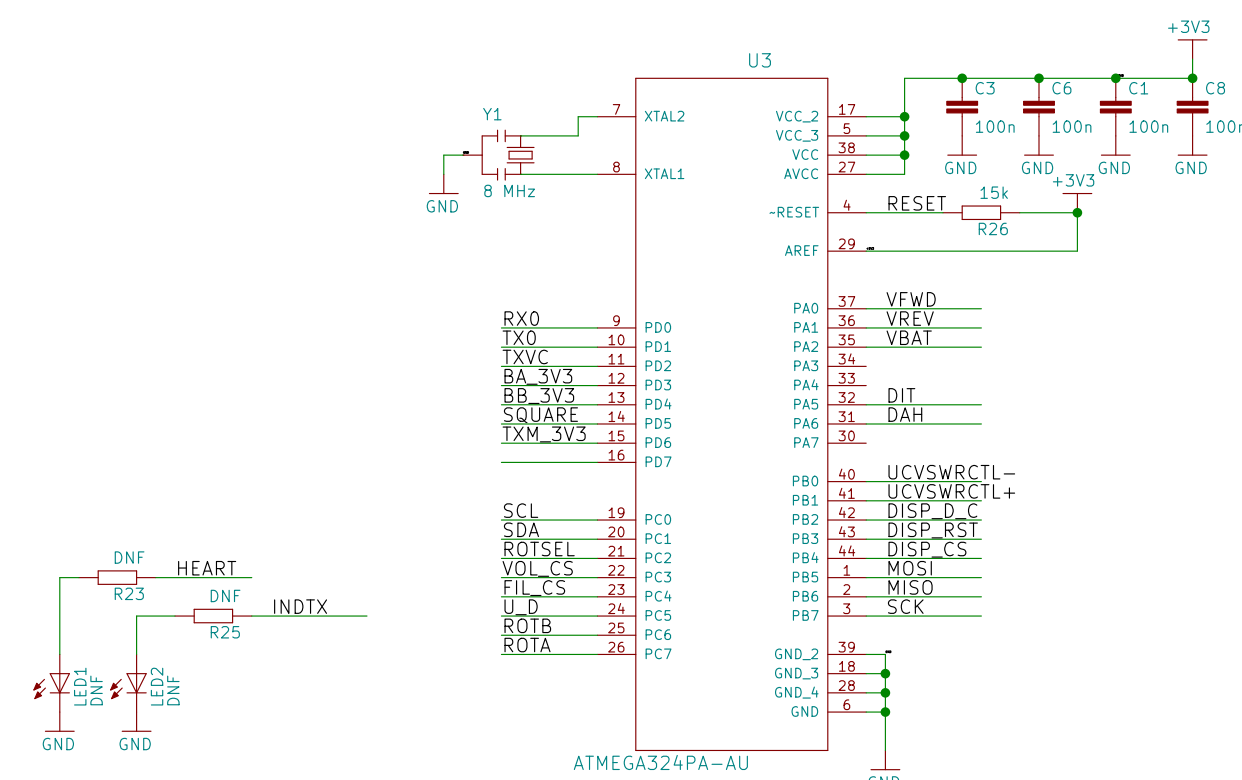 +3V3
U3
C3
C6
C1
C8
100n
100n
100n
100n
GND
GND
GND
GND
Y1
8 MHz
GND
7 XTAL2
8 XTAL1
VCC_2 17
VCC_3 5
VCC 38
AVCC 27
+3V3
~RESET 4 RESET
15k
R26
AREF 29
PA0 37 VFWD
PA1 36 VREV
PA2 35 VBAT
PA3 34
PA4 33
PA5 32 DIT
PA6 31 DAH
PA7 30
RX0 9 PD0
TX0 10 PD1
TXVC 11 PD2
BA_3V3 12 PD3
BB_3V3 13 PD4
SQUARE 14 PD5
TXM_3V3 15 PD6
16 PD7
PB0 40 UCVSWRCTL-
PB1 41 UCVSWRCTL+
PB2 42 DISP_D_C
PB3 43 DISP_RST
PB4 44 DISP_CS
PB5 1 MOSI
PB6 2 MISO
PB7 3 SCK
SCL 19 PC0
SDA 20 PC1
ROTSEL 21 PC2
VOL_CS 22 PC3
FIL_CS 23 PC4
U_D 24 PC5
ROTB 25 PC6
ROTA 26 PC7
GND_2 39
GND_3 18
GND_4 28
GND 6
GND
ATMEGA324PA-AU
DNF
R23
HEART
DNF
R25
INDTX
LED1
DNF
LED2
DNF
GND
GND